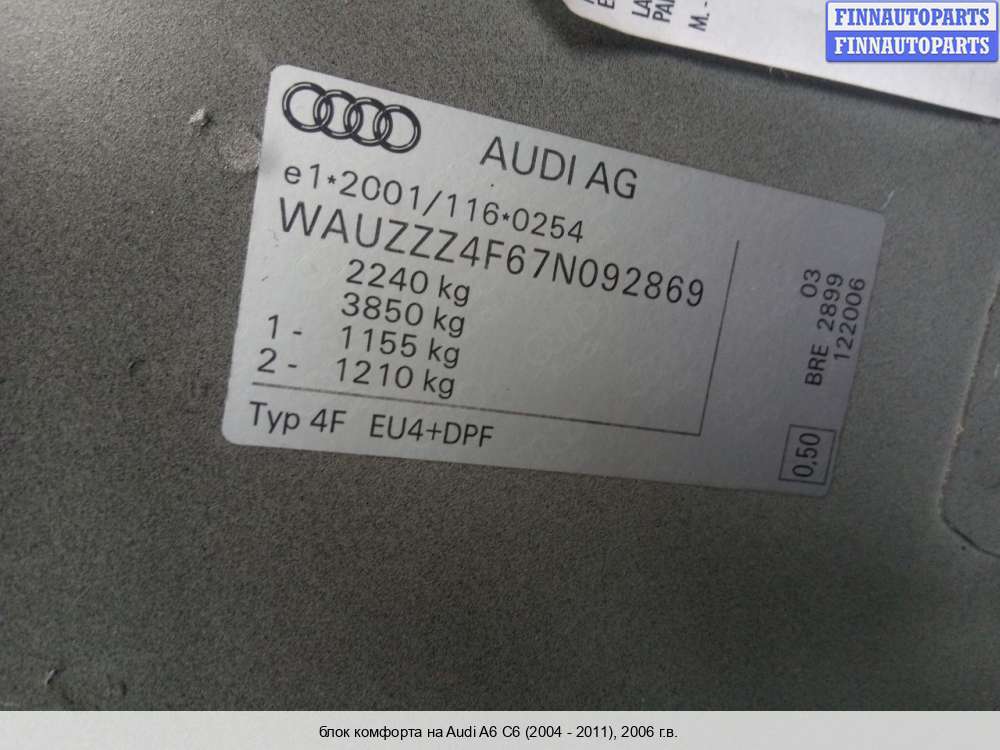 FINNAUTOPARTS
FINNAUTOPARTS
LA
PA
M. -
AUDI AG
e1*2001/116*0254
WAUZZZ4F67N092869
2240 kg
3850 kg
1 - 1155 kg
2 - 1210 kg
Typ 4F EU4+DPF
03
BRE 2899
122006
0,50
блок комфорта на Audi A6 C6 (2004 - 2011), 2006 г.в.